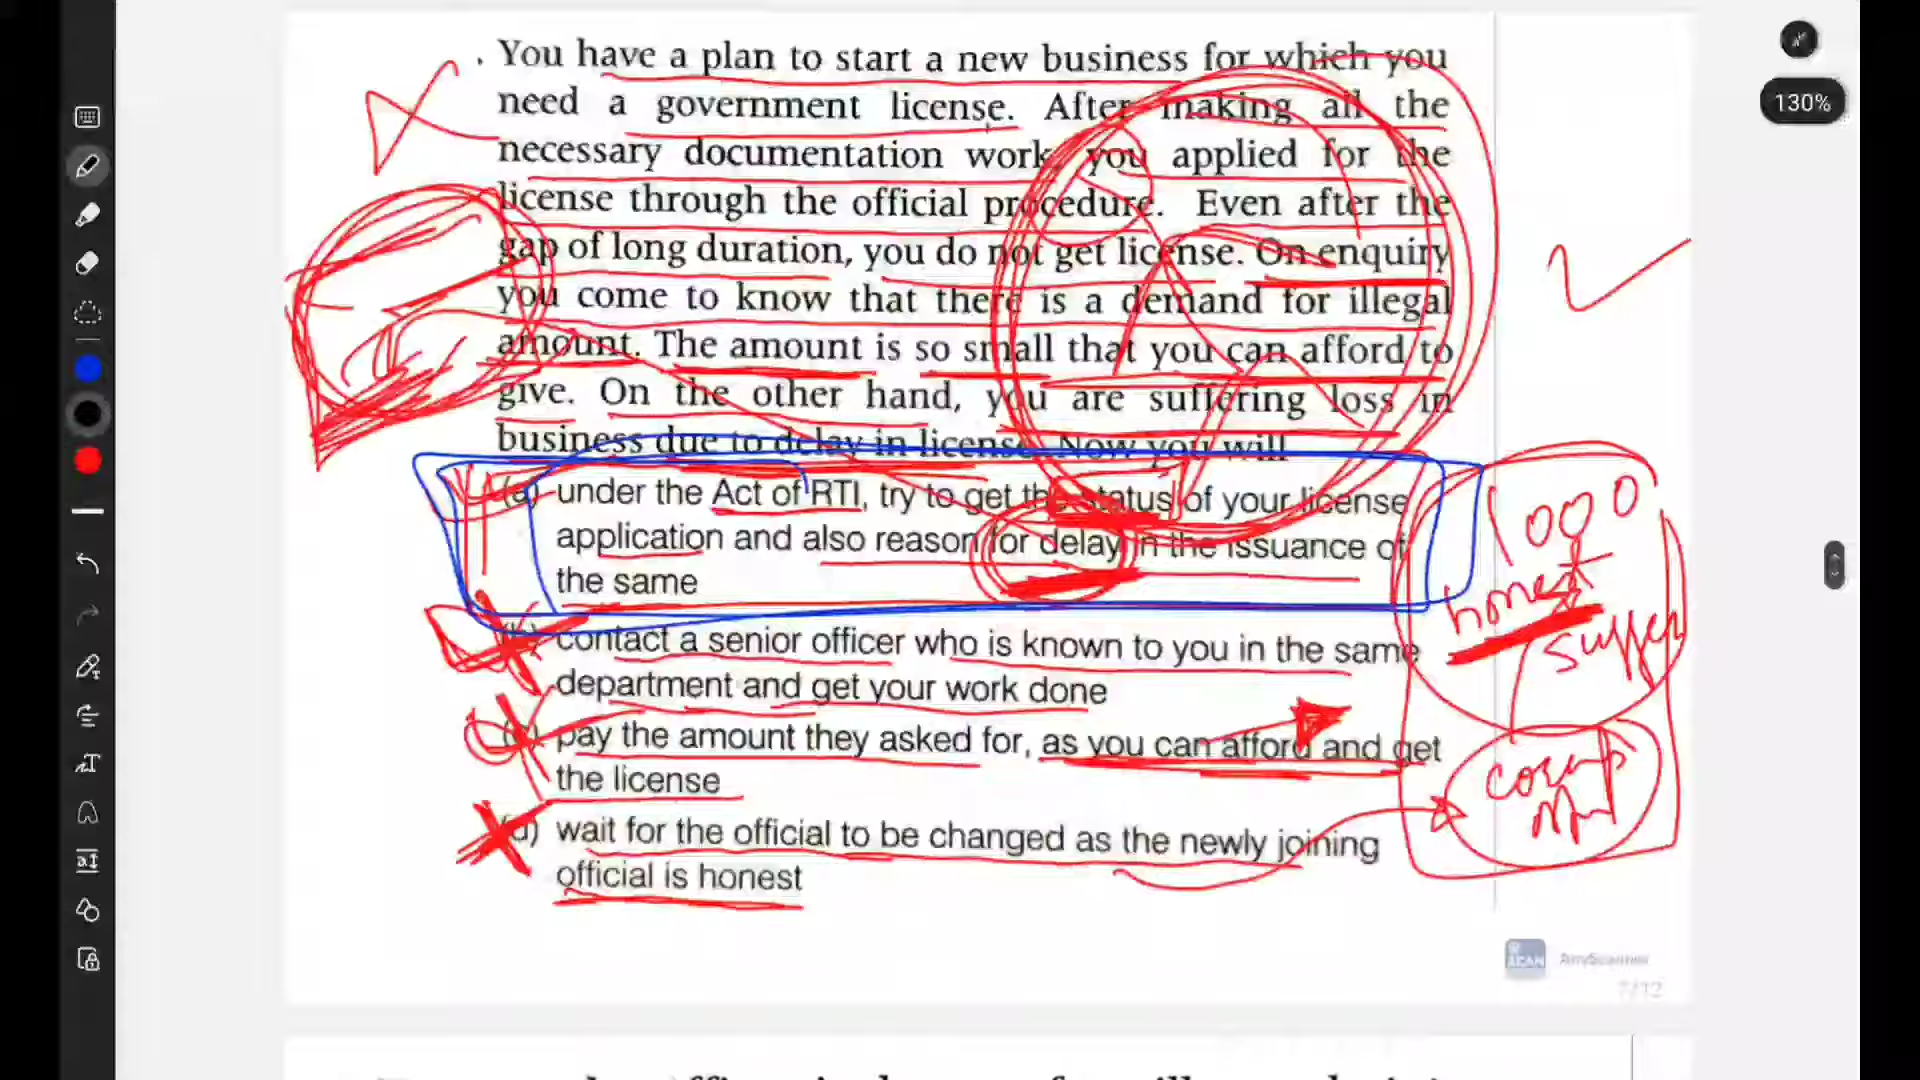 . You have a plan to start a new business for which you
need a government license. After making all the
necessary documentation work, you applied for the
license through the official procedure. Even after the
gap of long duration, you do not get license. On enquiry
you come to know that there is a demand for illegal
amount. The amount is so small that you can afford to
give. On the other hand, you are suffering loss in
business due to delay in license. Now you will
(a) under the Act of RTI, try to get the status of your license
application and also reason for delay in the issuance of
the same
(b) contact a senior officer who is known to you in the same
department and get your work done
(c) pay the amount they asked for, as you can afford and get
the license
(d) wait for the official to be changed as the newly joining
official is honest
1000
honest
suffer
130%
SCAN AnyScanner
7/12